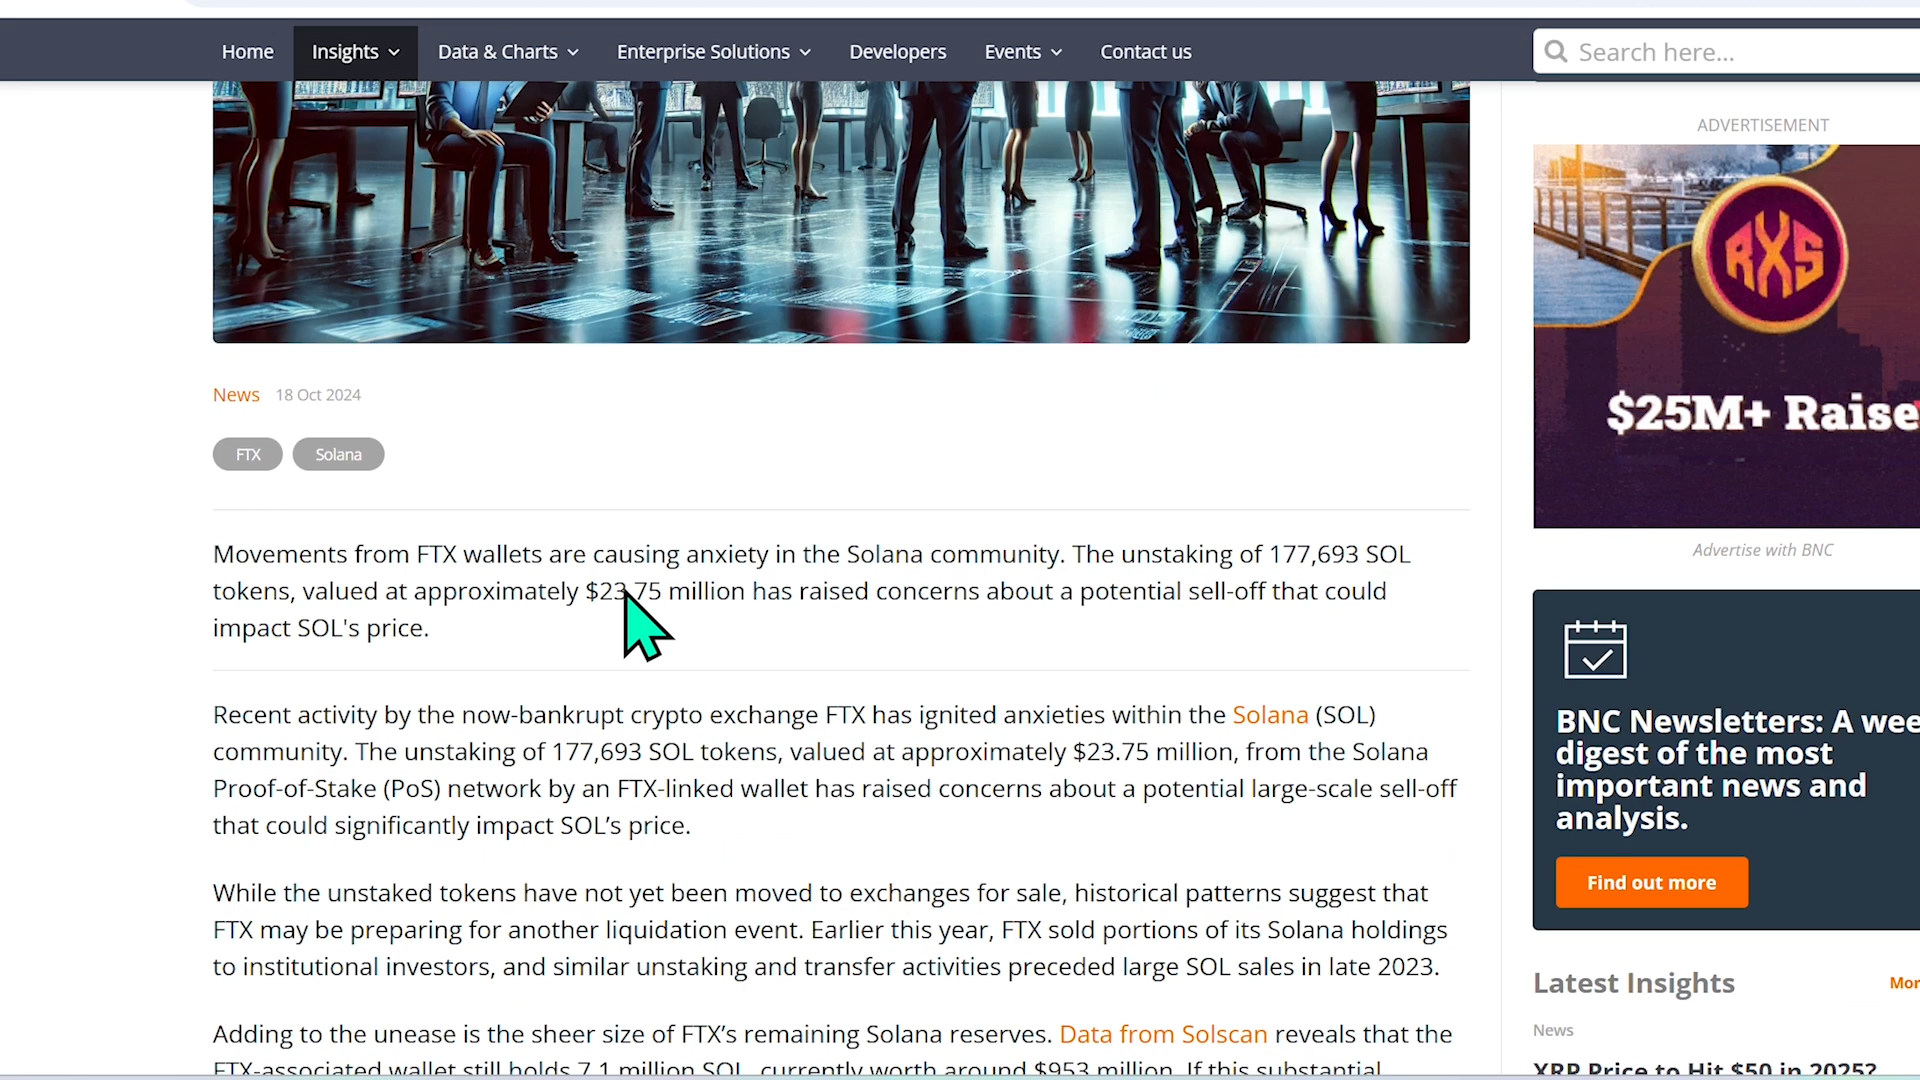 Home Insights Data & Charts Enterprise Solutions Developers Events Contact us
Search here...
ADVERTISEMENT
RXS
$25M+ Raise
Advertise with BNC
News 18 Oct 2024
FTX Solana
Movements from FTX wallets are causing anxiety in the Solana community. The unstaking of 177,693 SOL
tokens, valued at approximately $23.75 million has raised concerns about a potential sell-off that could
impact SOL's price.
Recent activity by the now-bankrupt crypto exchange FTX has ignited anxieties within the Solana (SOL)
community. The unstaking of 177,693 SOL tokens, valued at approximately $23.75 million, from the Solana
Proof-of-Stake (PoS) network by an FTX-linked wallet has raised concerns about a potential large-scale sell-off
that could significantly impact SOL’s price.
While the unstaked tokens have not yet been moved to exchanges for sale, historical patterns suggest that
FTX may be preparing for another liquidation event. Earlier this year, FTX sold portions of its Solana holdings
to institutional investors, and similar unstaking and transfer activities preceded large SOL sales in late 2023.
Adding to the unease is the sheer size of FTX’s remaining Solana reserves. Data from Solscan reveals that the
FTX-associated wallet still holds 7.1 million SOL, currently worth around $953 million. If this substantial
BNC Newsletters: A wee
digest of the most
important news and
analysis.
Find out more
Latest Insights Mor
News
XRP Price to Hit $50 in 2025?